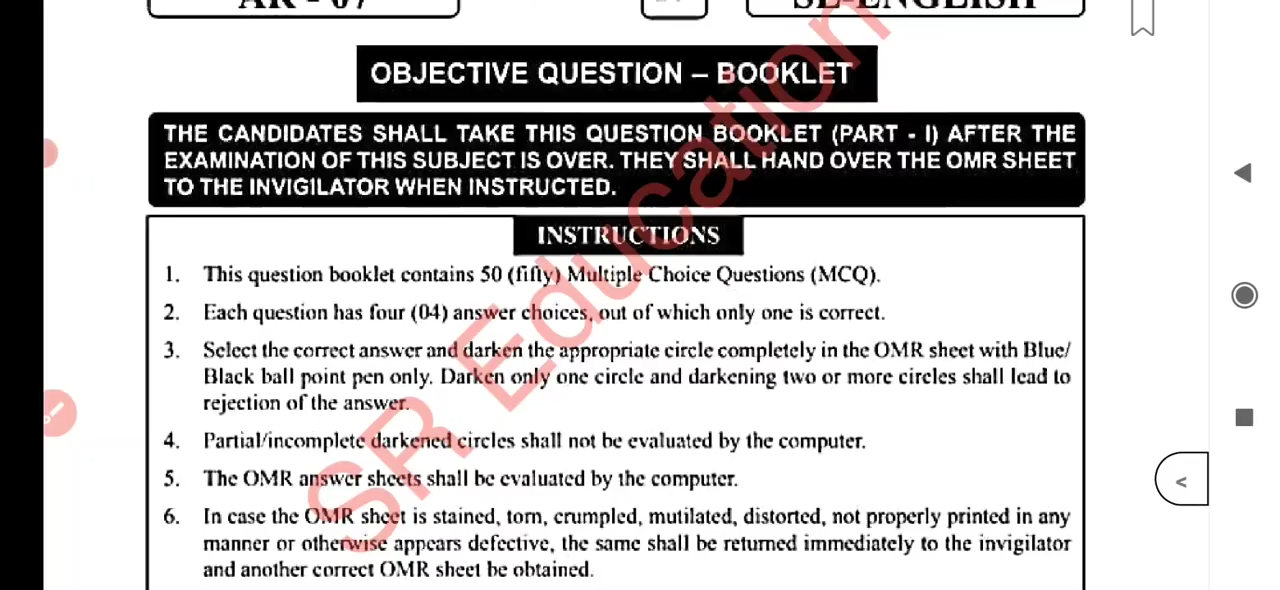 AR - 07
SL-ENGLISH
OBJECTIVE QUESTION – BOOKLET
THE CANDIDATES SHALL TAKE THIS QUESTION BOOKLET (PART - I) AFTER THE
EXAMINATION OF THIS SUBJECT IS OVER. THEY SHALL HAND OVER THE OMR SHEET
TO THE INVIGILATOR WHEN INSTRUCTED.
INSTRUCTIONS
1. This question booklet contains 50 (fifty) Multiple Choice Questions (MCQ).
2. Each question has four (04) answer choices, out of which only one is correct.
3. Select the correct answer and darken the appropriate circle completely in the OMR sheet with Blue/
Black ball point pen only. Darken only one circle and darkening two or more circles shall lead to
rejection of the answer.
4. Partial/incomplete darkened circles shall not be evaluated by the computer.
5. The OMR answer sheets shall be evaluated by the computer.
6. In case the OMR sheet is stained, torn, crumpled, mutilated, distorted, not properly printed in any
manner or otherwise appears defective, the same shall be returned immediately to the invigilator
and another correct OMR sheet be obtained.
SR Education
<